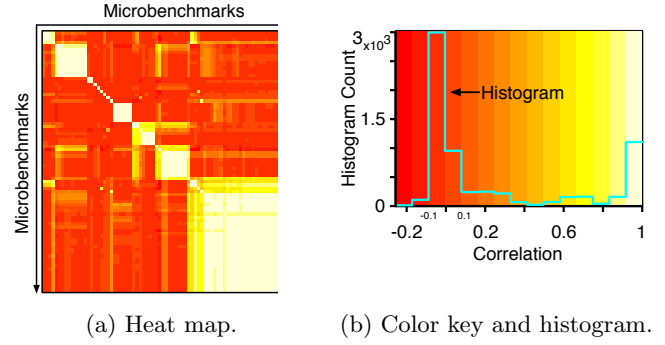 Microbenchmarks
Microbenchmarks
(a) Heat map.
Histogram Count
3 x10³
1.5
0
Histogram
-0.1 0.1
-0.2 0.2 0.6 1
Correlation
(b) Color key and histogram.